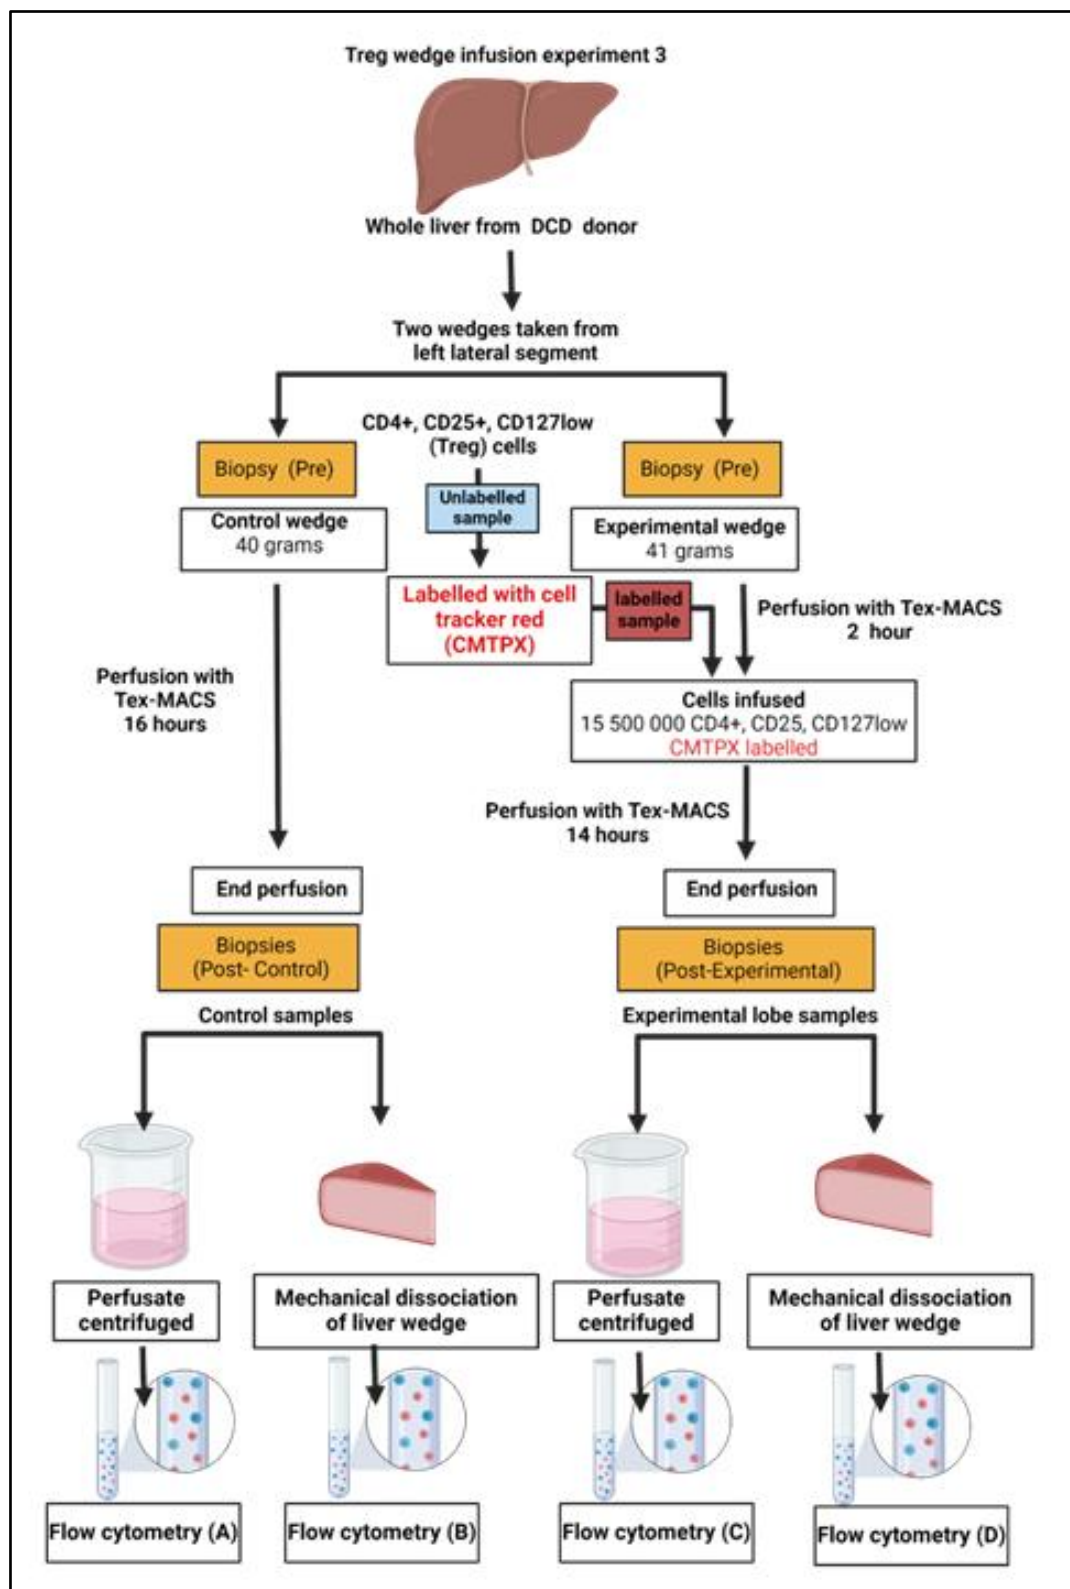 Treg wedge infusion experiment 3
Whole liver from DCD donor
Two wedges taken from
left lateral segment
CD4+, CD25+, CD127low
(Treg) cells
Biopsy (Pre)
Biopsy (Pre)
Unlabelled
sample
Control wedge
40 grams
Experimental wedge
41 grams
Labelled with cell
tracker red
(CMTPX)
labelled
sample
Perfusion with Tex-MACS
2 hour
Perfusion with
Tex-MACS
16 hours
Cells infused
15 500 000 CD4+, CD25, CD127low
CMTPX labelled
Perfusion with Tex-MACS
14 hours
End perfusion
End perfusion
Biopsies
(Post- Control)
Biopsies
(Post-Experimental)
Control samples
Experimental lobe samples
Perfusate
centrifuged
Mechanical dissociation
of liver wedge
Perfusate
centrifuged
Mechanical dissociation
of liver wedge
Flow cytometry (A)
Flow cytometry (B)
Flow cytometry (C)
Flow cytometry (D)